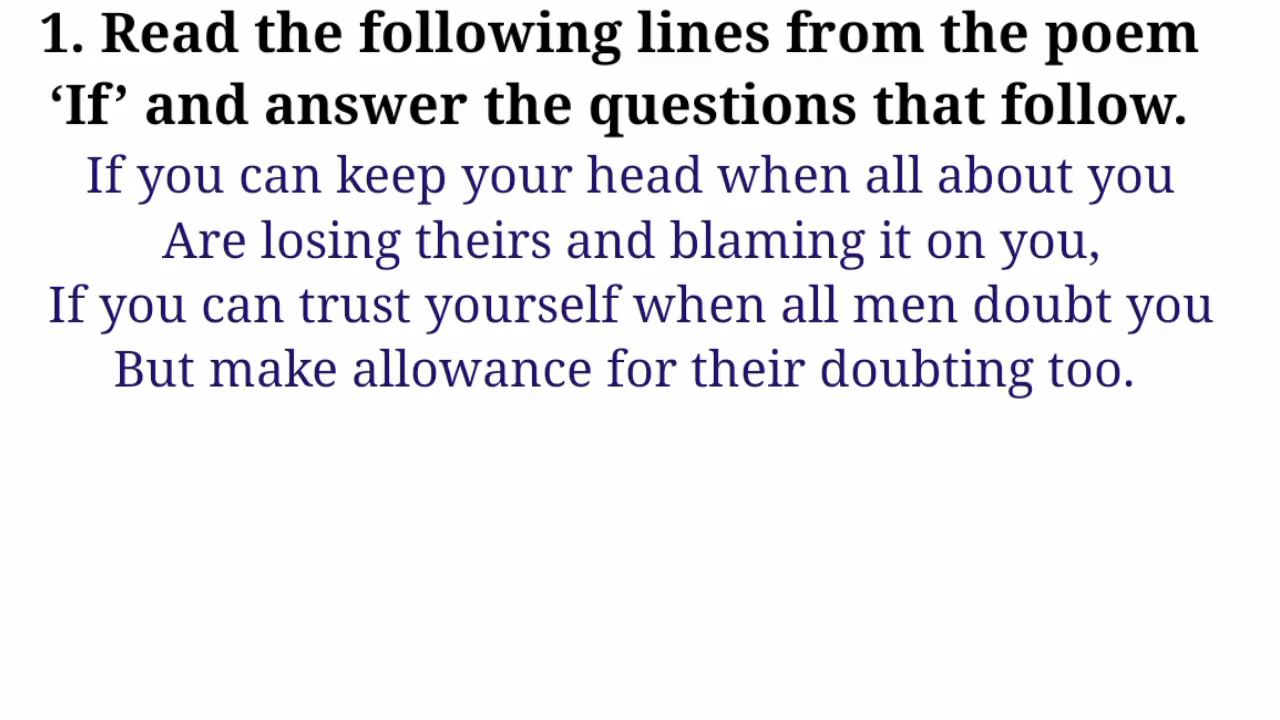 1. Read the following lines from the poem
‘If’ and answer the questions that follow.
If you can keep your head when all about you
Are losing theirs and blaming it on you,
If you can trust yourself when all men doubt you
But make allowance for their doubting too.